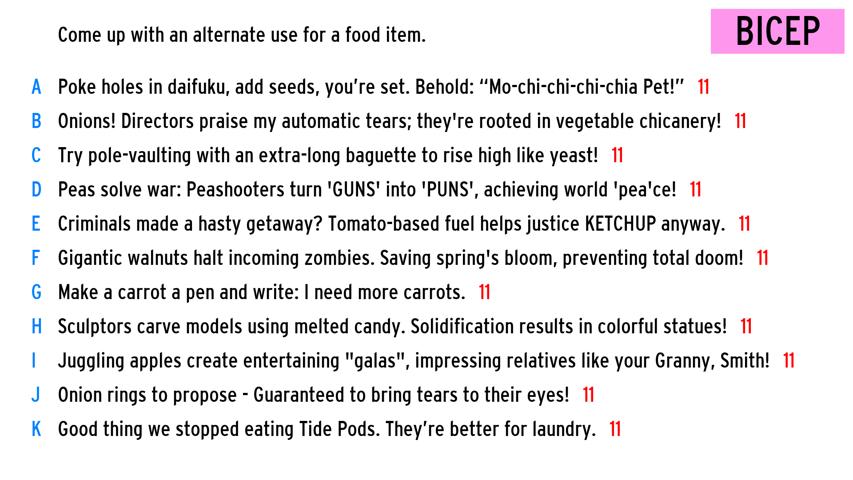 Come up with an alternate use for a food item.
BICEP
A Poke holes in daifuku, add seeds, you're set. Behold: “Mo-chi-chi-chi-chia Pet!” 11
B Onions! Directors praise my automatic tears; they're rooted in vegetable chicanery! 11
C Try pole-vaulting with an extra-long baguette to rise high like yeast! 11
D Peas solve war: Peashooters turn 'GUNS' into 'PUNS', achieving world 'pea'ce! 11
E Criminals made a hasty getaway? Tomato-based fuel helps justice KETCHUP anyway. 11
F Gigantic walnuts halt incoming zombies. Saving spring's bloom, preventing total doom! 11
G Make a carrot a pen and write: I need more carrots. 11
H Sculptors carve models using melted candy. Solidification results in colorful statues! 11
I Juggling apples create entertaining "galas", impressing relatives like your Granny, Smith! 11
J Onion rings to propose - Guaranteed to bring tears to their eyes! 11
K Good thing we stopped eating Tide Pods. They’re better for laundry. 11